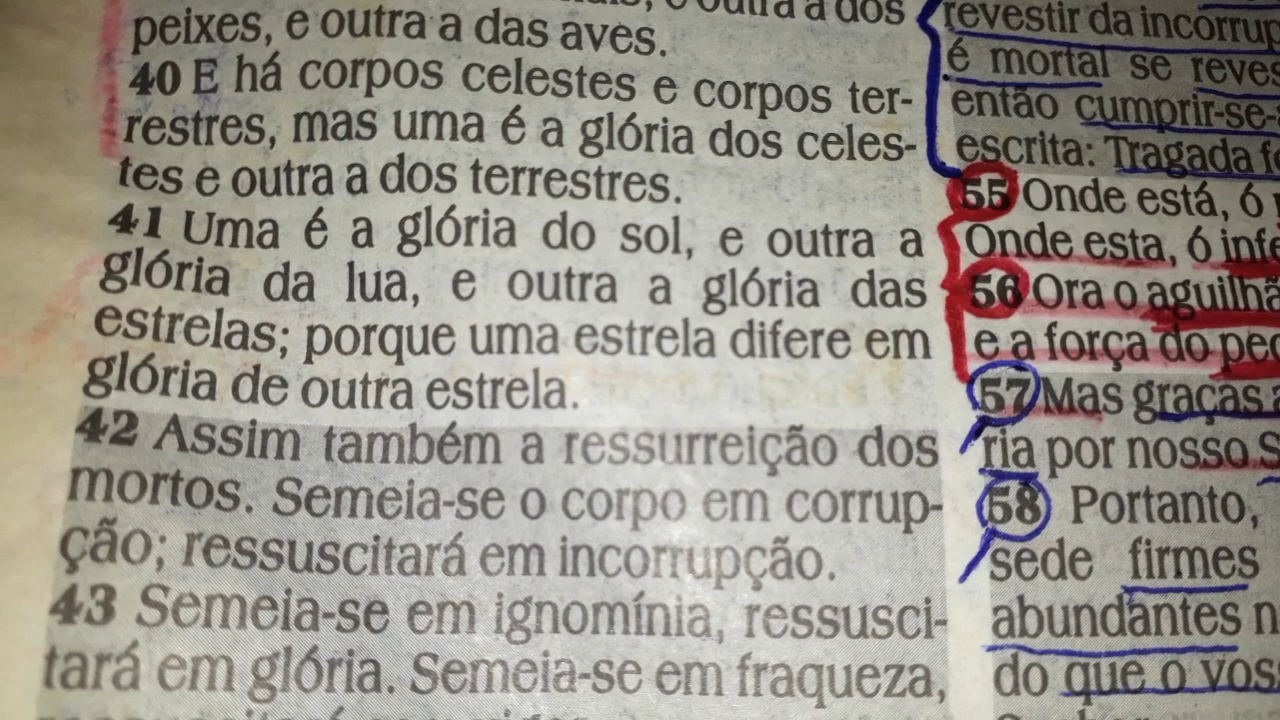 outra a dos
peixes, e outra a das aves.
40 E há corpos celestes e corpos ter-
restres, mas uma é a glória dos celes-
tes e outra a dos terrestres.
41 Uma é a glória do sol, e outra a
glória da lua, e outra a glória das
estrelas; porque uma estrela difere em
glória de outra estrela.
42 Assim também a ressurreição dos
mortos. Semeia-se o corpo em corrup-
ção; ressuscitará em incorrupção.
43 Semeia-se em ignomínia, ressusci-
tará em glória. Semeia-se em fraqueza,
revestir da
é mortal se
então cumprir-se-
escrita: Tragada
55 Onde está, ó
Onde esta, ó
56 Ora o
e a força do
57 Mas graças
ria por nosso
58 Portanto,
sede firmes
abundantes
do que o